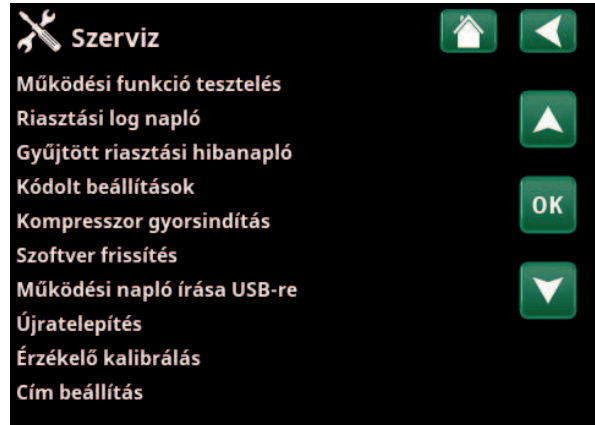 Szerviz
Működési funkció tesztelés
Riasztási log napló
Gyűjtött riasztási hibanapló
Kódolt beállítások
Kompresszor gyorsindítás
OK
Szoftver frissítés
Működési napló írása USB-re
Újratelepítés
Érzékelő kalibrálás
Cím beállítás